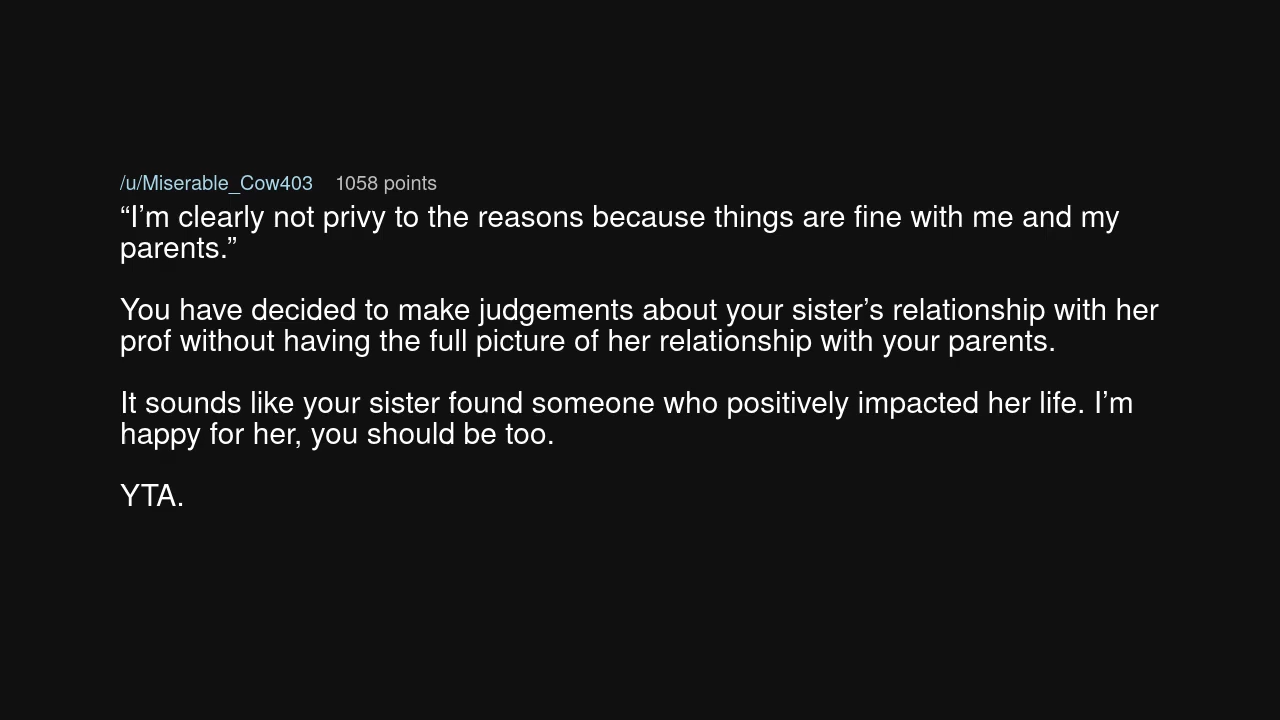 /u/Miserable_Cow403 1058 points
“I’m clearly not privy to the reasons because things are fine with me and my
parents.”
You have decided to make judgements about your sister’s relationship with her
prof without having the full picture of her relationship with your parents.
It sounds like your sister found someone who positively impacted her life. I’m
happy for her, you should be too.
YTA.